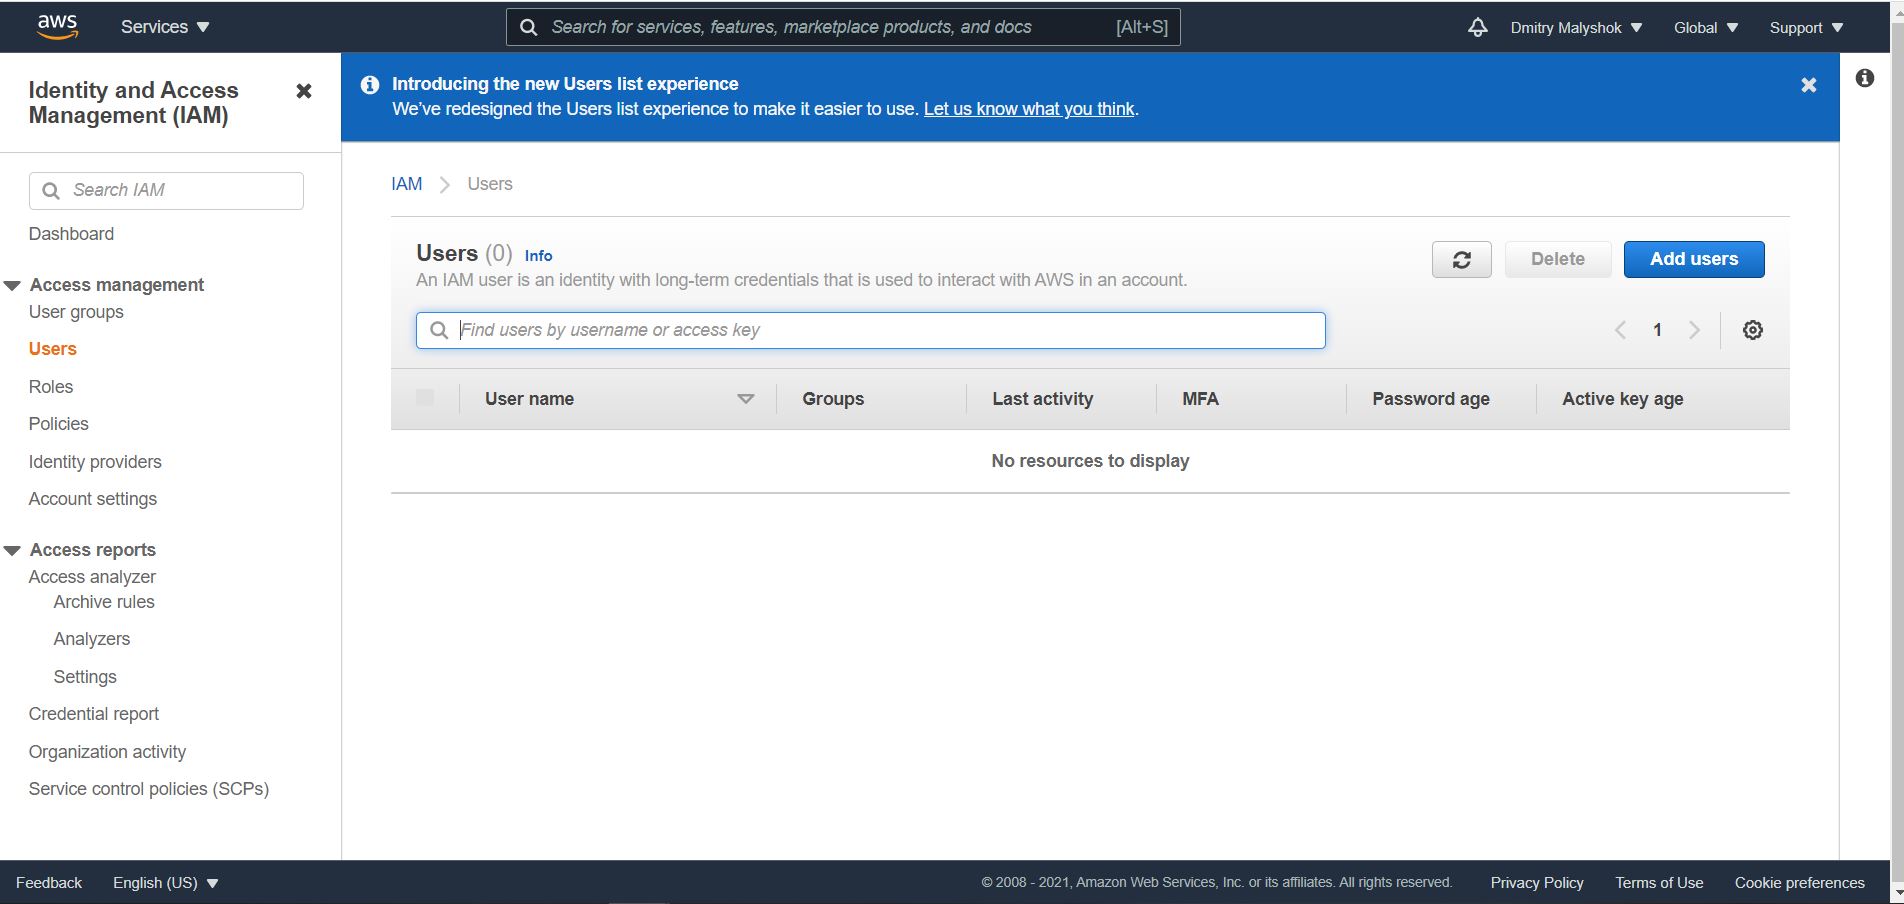 aws
Services
Search for services, features, marketplace products, and docs [Alt+S]
Dmitry Malyshok
Global
Support
Identity and Access
Management (IAM)
Search IAM
Dashboard
Access management
User groups
Users
Roles
Policies
Identity providers
Account settings
Access reports
Access analyzer
Archive rules
Analyzers
Settings
Credential report
Organization activity
Service control policies (SCPs)
Introducing the new Users list experience
We've redesigned the Users list experience to make it easier to use. Let us know what you think.
IAM Users
Users (0) Info
An IAM user is an identity with long-term credentials that is used to interact with AWS in an account.
Delete
Add users
Find users by username or access key
1
User name Groups Last activity MFA Password age Active key age
No resources to display
Feedback English (US) © 2008 - 2021, Amazon Web Services, Inc. or its affiliates. All rights reserved. Privacy Policy Terms of Use Cookie preferences